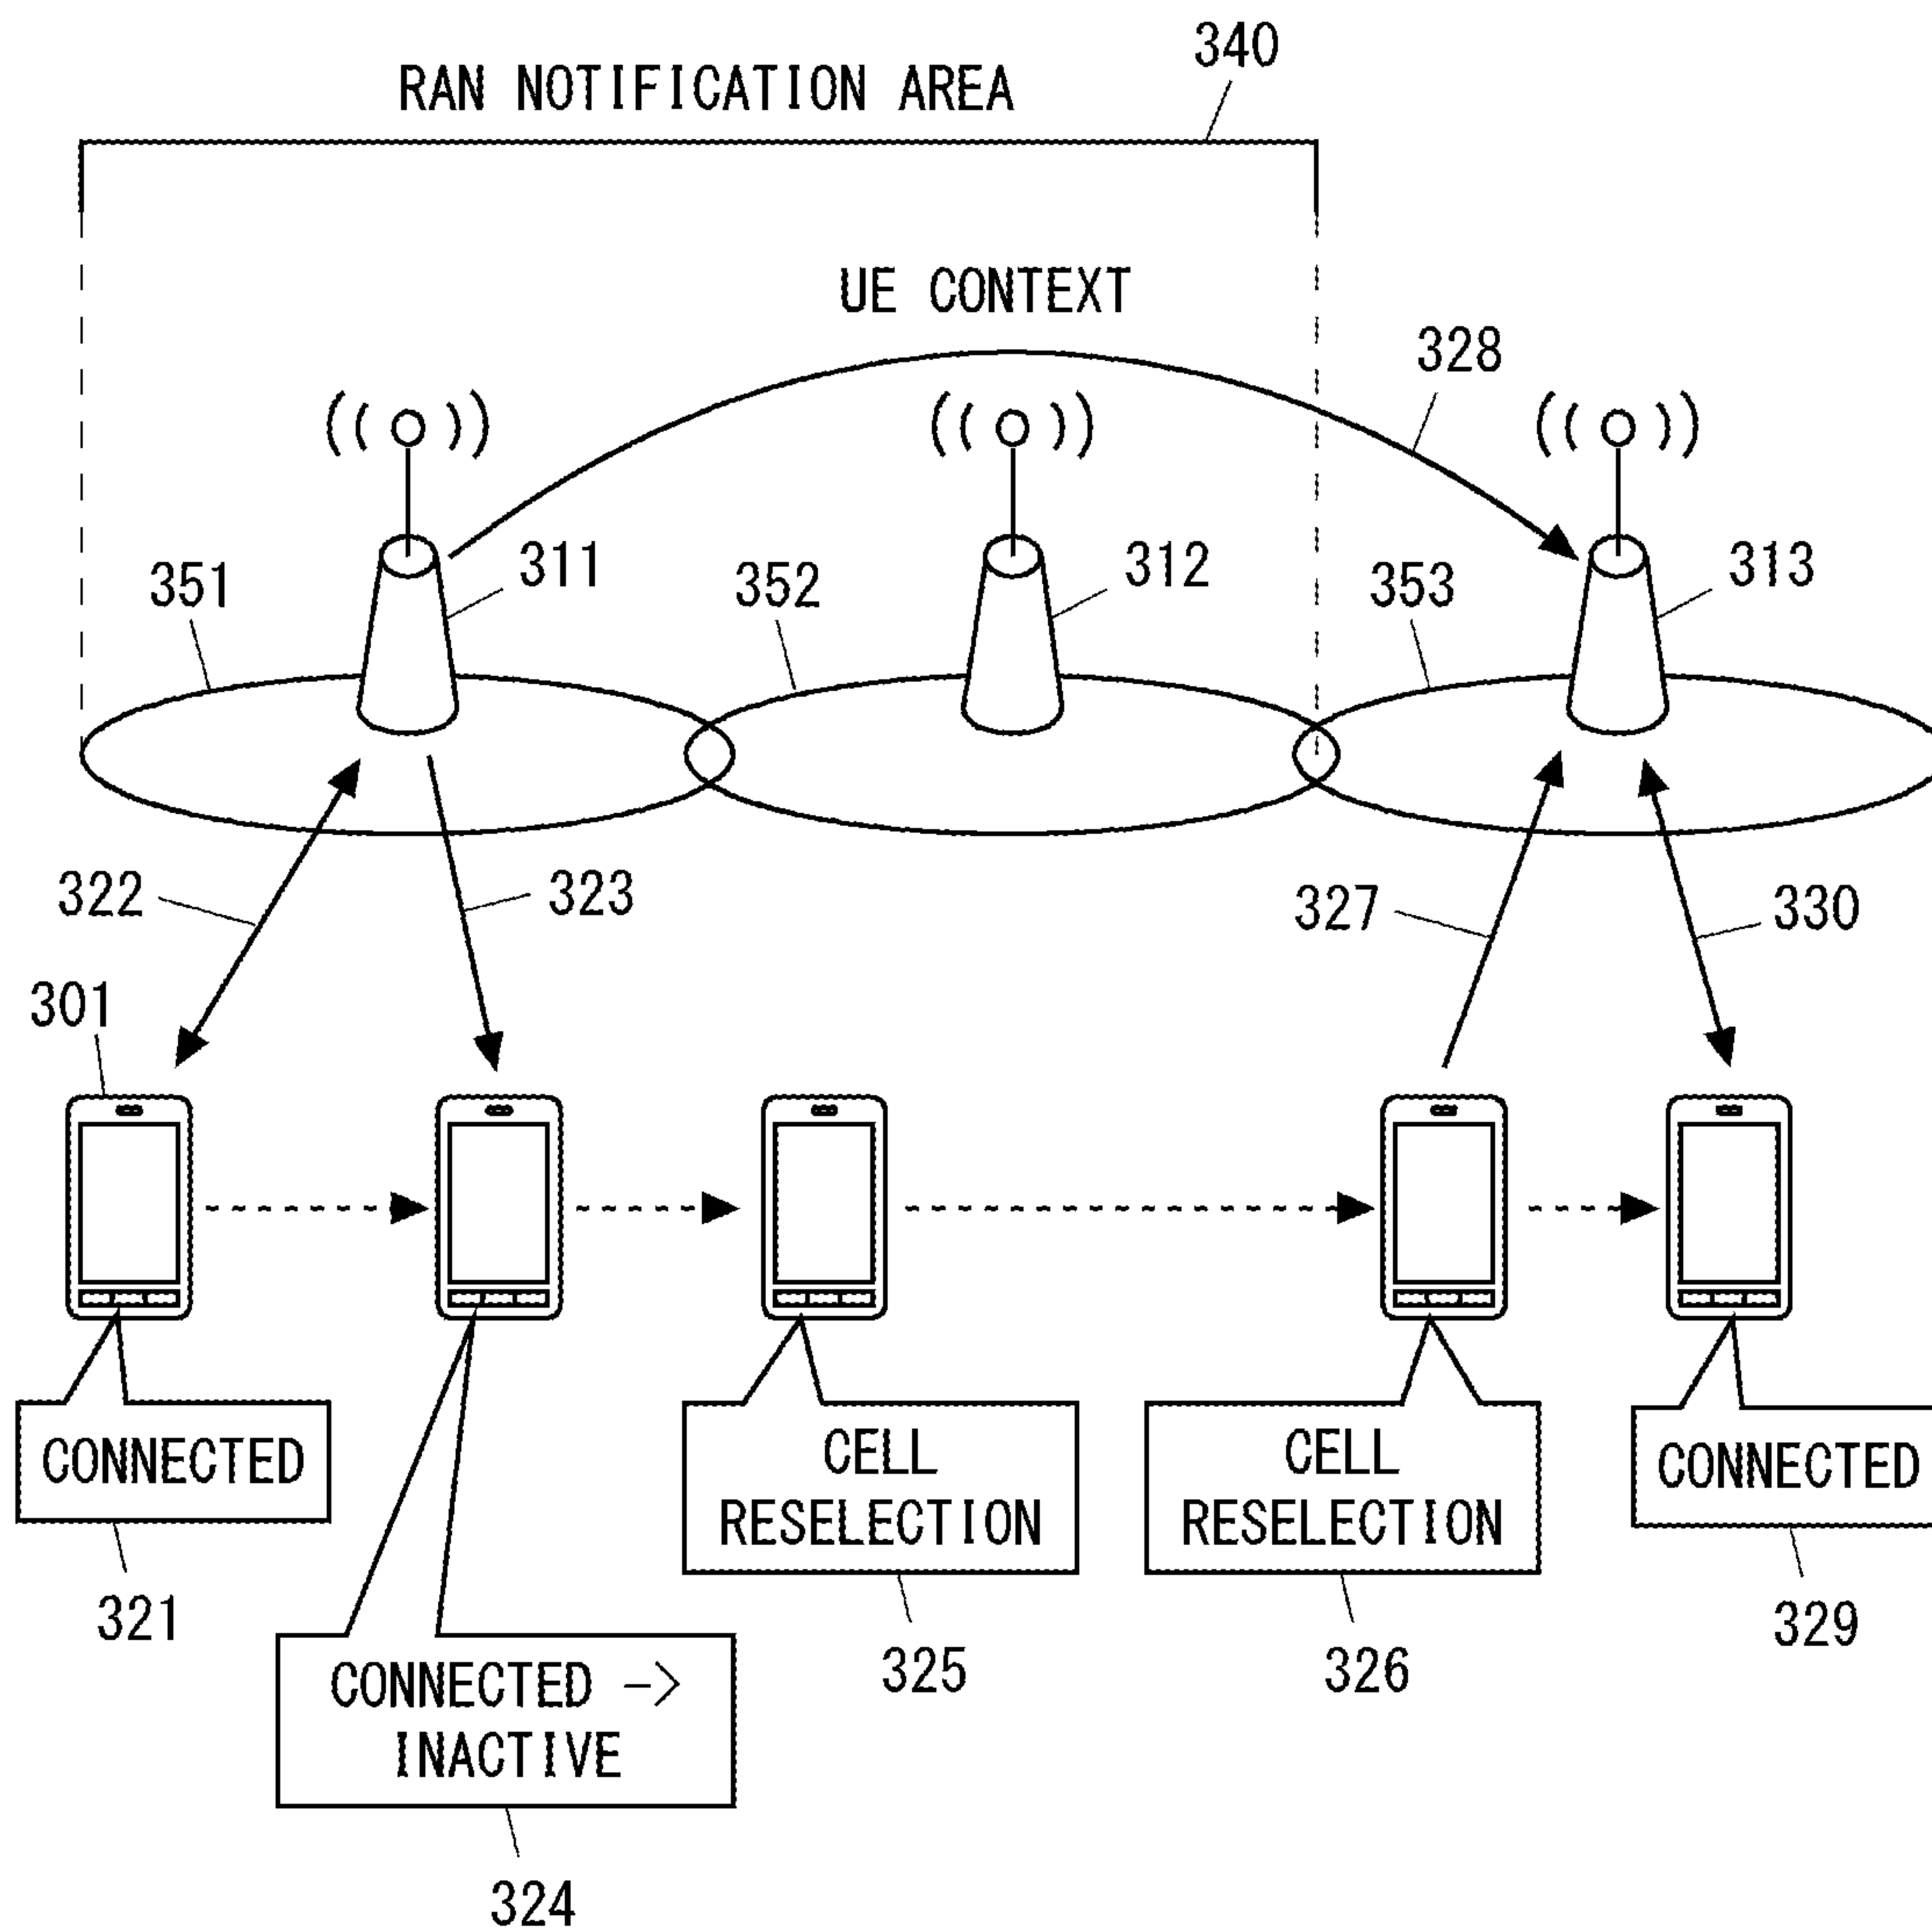 340
RAN NOTIFICATION AREA
UE CONTEXT
328
351
311
352
312
353
313
322
323
327
330
301
CONNECTED
321
CONNECTED ->
INACTIVE
324
CELL
RESELECTION
325
CELL
RESELECTION
326
CONNECTED
329